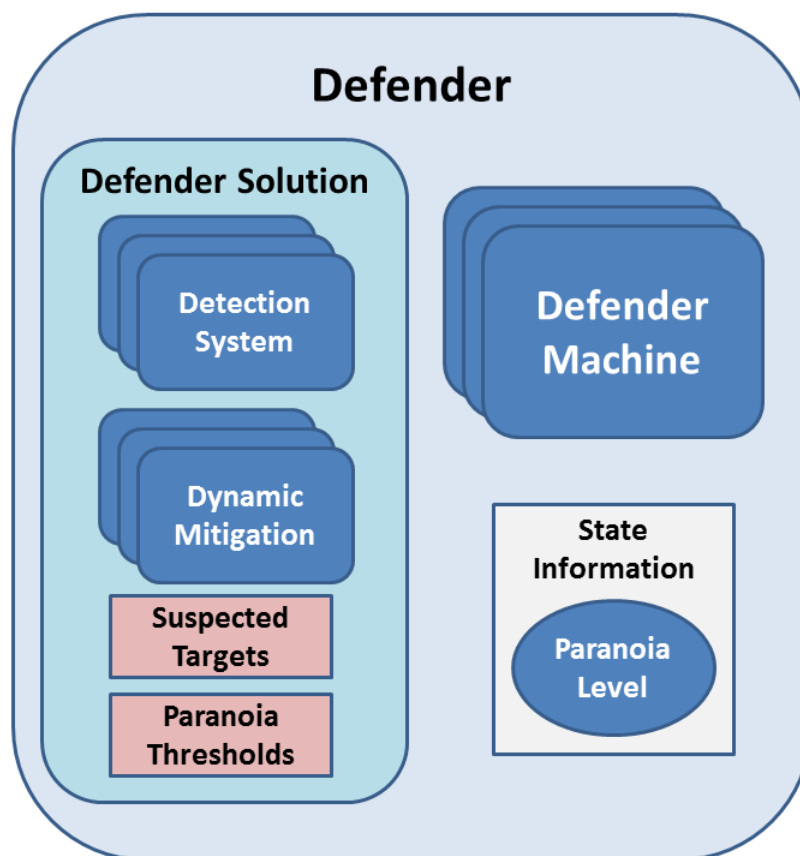 Defender
Defender Solution
Detection
System
Dynamic
Mitigation
Suspected
Targets
Paranoia
Thresholds
Defender
Machine
State
Information
Paranoia
Level